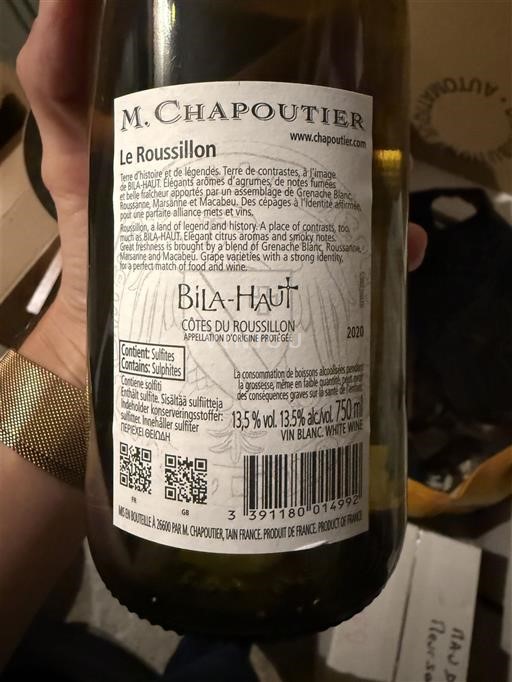 M. CHAPOUTIER
www.chapoutier.com
Le Roussillon
Terre d'histoire et de légendes. Terre de contrastes, à l'image
de BILA-HAUT. Elégants arômes d'agrumes, de notes fumées
et belle fraîcheur apportés par un assemblage de Grenache Blanc,
Roussanne, Marsanne et Macabeu. Des cépages à l'identité affirmée,
pour une parfaite alliance mets et vins.
Roussillon, a land of legend and history. A place of contrasts, too,
much as BILA-HAUT. Elegant citrus aromas and smoky notes.
Great freshness is brought by a blend of Grenache Blanc, Roussanne,
Marsanne and Macabeu. Grape varieties with a strong identity,
for a perfect match of food and wine.
BiLA-HAUT
CÔTES DU ROUSSILLON
APPELLATION D'ORIGINE PROTÉGÉE
2020
Contient: Sulfites
Contains: Sulphites
Contiene solfiti
Enthält sulfite. Sisältää sulfiitteja
Indeholder konserveringsstoffer:
sulfitter. Innehåller sulfiter
ΠΕΡΙΕΧΕΙ ΘΕΙΩΔΗ
La consommation de boissons alcoolisées pendant
la grossesse, même en faible quantité, peut avoir
des conséquences graves sur la santé de l'enfant.
13,5 % vol. 13.5% alc./vol. 750 ml
VIN BLANC. WHITE WINE
FR
GB
3 391180 014992
MIS EN BOUTEILLE À 26600 PAR M. CHAPOUTIER, TAIN FRANCE. PRODUIT DE FRANCE. PRODUCT OF FRANCE
AUTOMATI